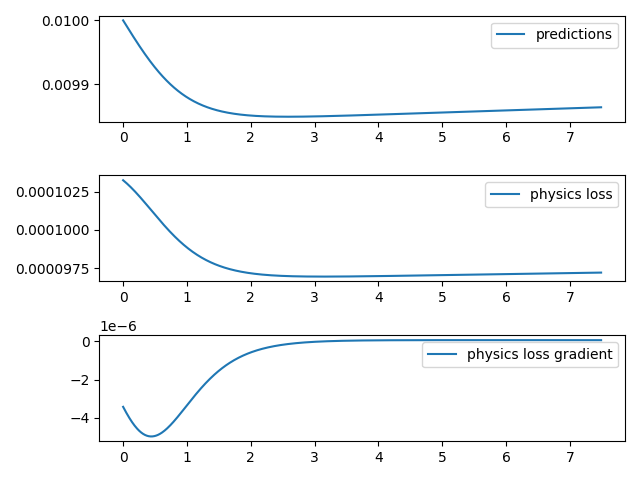 0.0100
0.0099
predictions
0 1 2 3 4 5 6 7
0.0001025
0.0001000
0.0000975
physics loss
0 1 2 3 4 5 6 7
1e−6
0
−2
−4
physics loss gradient
0 1 2 3 4 5 6 7